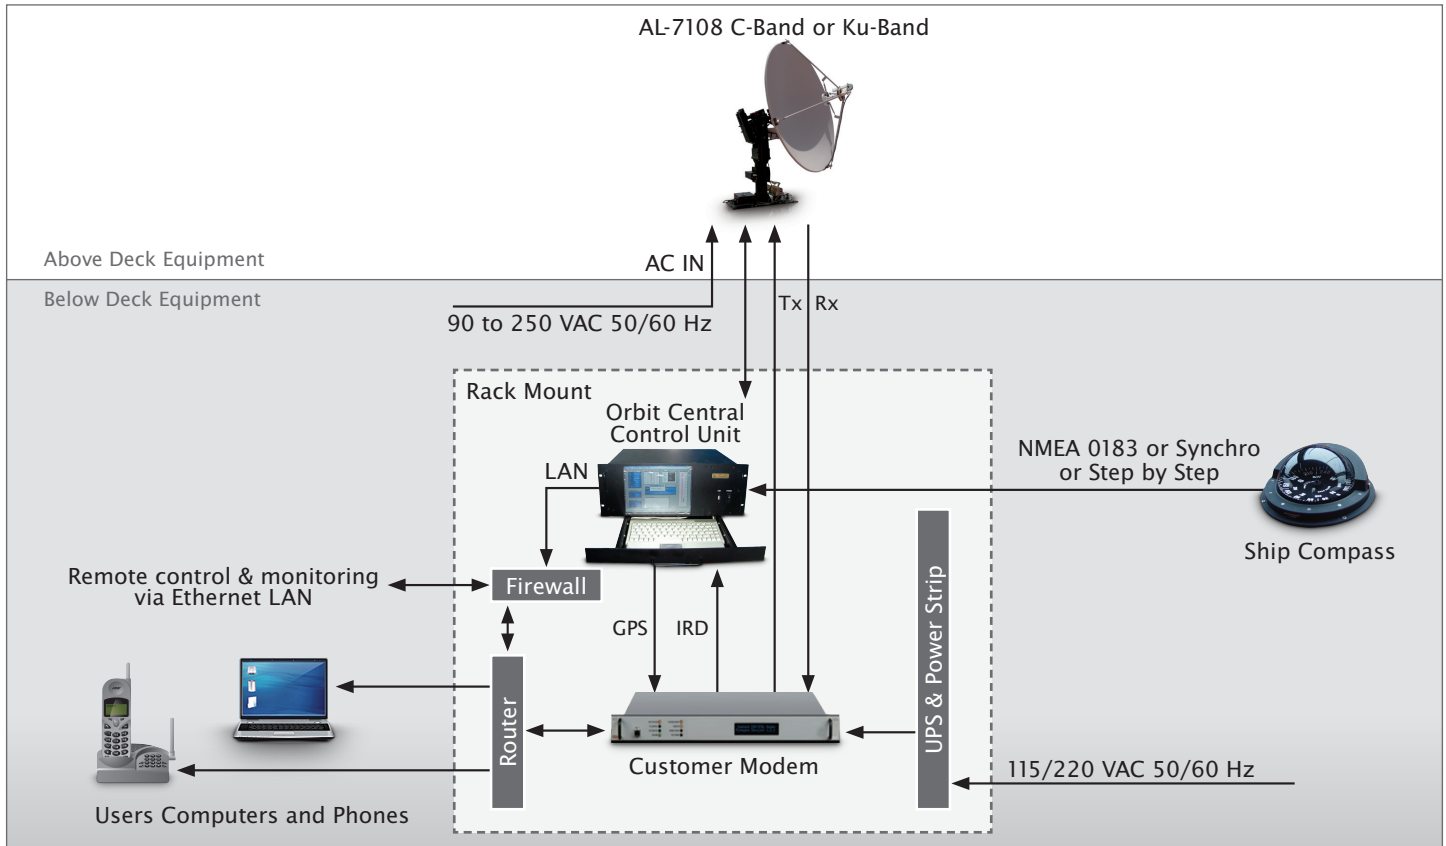 AL-7108 C-Band or Ku-Band
Above Deck Equipment
AC IN
Below Deck Equipment
Tx
Rx
90 to 250 VAC 50/60 Hz
Rack Mount
Orbit Central
Control Unit
LAN
NMEA 0183 or Synchro
or Step by Step
Ship Compass
Remote control & monitoring
via Ethernet LAN
Firewall
GPS
IRD
UPS & Power Strip
Router
Customer Modem
115/220 VAC 50/60 Hz
Users Computers and Phones